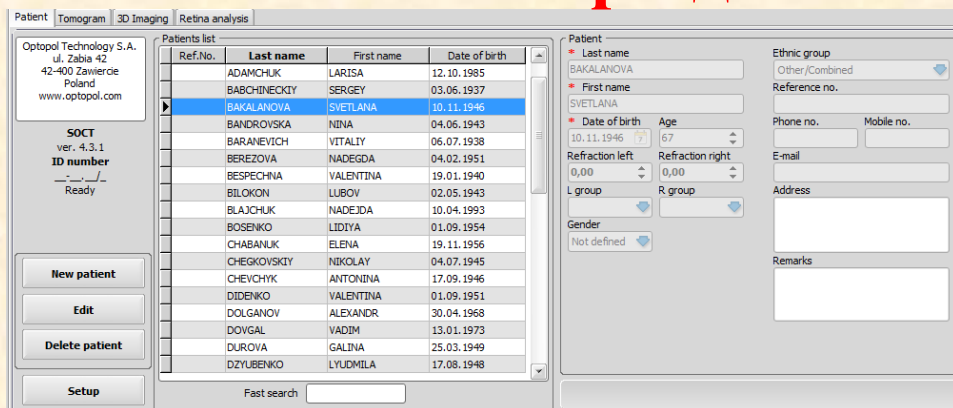 Patient Tomogram 3D Imaging Retina analysis
Optopol Technology S.A.
ul. Zabia 42
42-400 Zawiercie
Poland
www.optopol.com
SOCT
ver. 4.3.1
ID number
__-__.__/_
Ready
New patient
Edit
Delete patient
Setup
Patients list
Ref.No. Last name First name Date of birth
ADAMCHUK LARISA 12.10.1985
BABCHINECKIY SERGEY 03.06.1937
BAKALANOVA SVETLANA 10.11.1946
BANDROVSKA NINA 04.06.1943
BARANEVICH VITALIY 06.07.1938
BEREZOVA NADEGDA 04.02.1951
BESPECHNA VALENTINA 19.01.1940
BILOKON LUBOV 02.05.1943
BLAJCHUK NADEJDA 10.04.1993
BOSENKO LIDIYA 01.09.1954
CHABANUK ELENA 19.11.1956
CHEGKOVSKIY NIKOLAY 04.07.1945
CHEVCHYK ANTONINA 17.09.1946
DIDENKO VALENTINA 01.09.1951
DOLGANOV ALEXANDR 30.04.1968
DOVGAL VADIM 13.01.1973
DUROVA GALINA 25.03.1949
DZYUBENKO LYUDMILA 17.08.1948
Fast search
Patient
* Last name Ethnic group
BAKALANOVA Other/Combined
* First name Reference no.
SVETLANA
* Date of birth Age Phone no. Mobile no.
10.11.1946 67
Refraction left Refraction right E-mail
0,00 0,00
L group R group Address
Gender
Not defined
Remarks